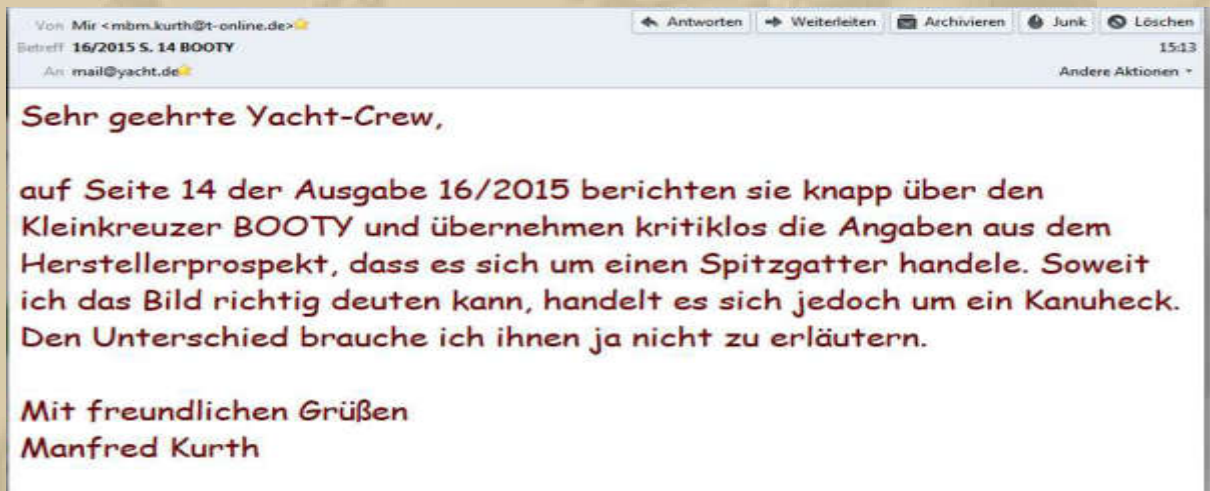 Von Mir <mbm.kurth@t-online.de>
Antworten Weiterleiten Archivieren Junk Löschen
Betreff 16/2015 S. 14 BOOTY
15:13
An mail@yacht.de
Andere Aktionen
Sehr geehrte Yacht-Crew,
auf Seite 14 der Ausgabe 16/2015 berichten sie knapp über den
Kleinkreuzer BOOTY und übernehmen kritiklos die Angaben aus dem
Herstellerprospekt, dass es sich um einen Spitzgatter handele. Soweit
ich das Bild richtig deuten kann, handelt es sich jedoch um ein Kanuheck.
Den Unterschied brauche ich ihnen ja nicht zu erläutern.
Mit freundlichen Grüßen
Manfred Kurth